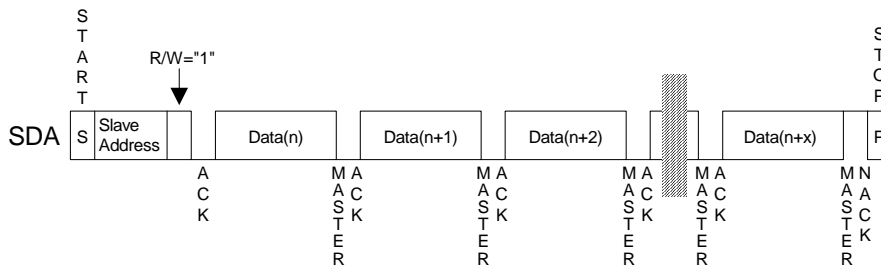 START
STOP
R/W="1"
SDA
S
Slave
Address
Data(n)
Data(n+1)
Data(n+2)
Data(n+x)
P
ACK
MASTER
ACK
MASTER
ACK
MASTER
ACK
MASTER
ACK
MASTER
NACK